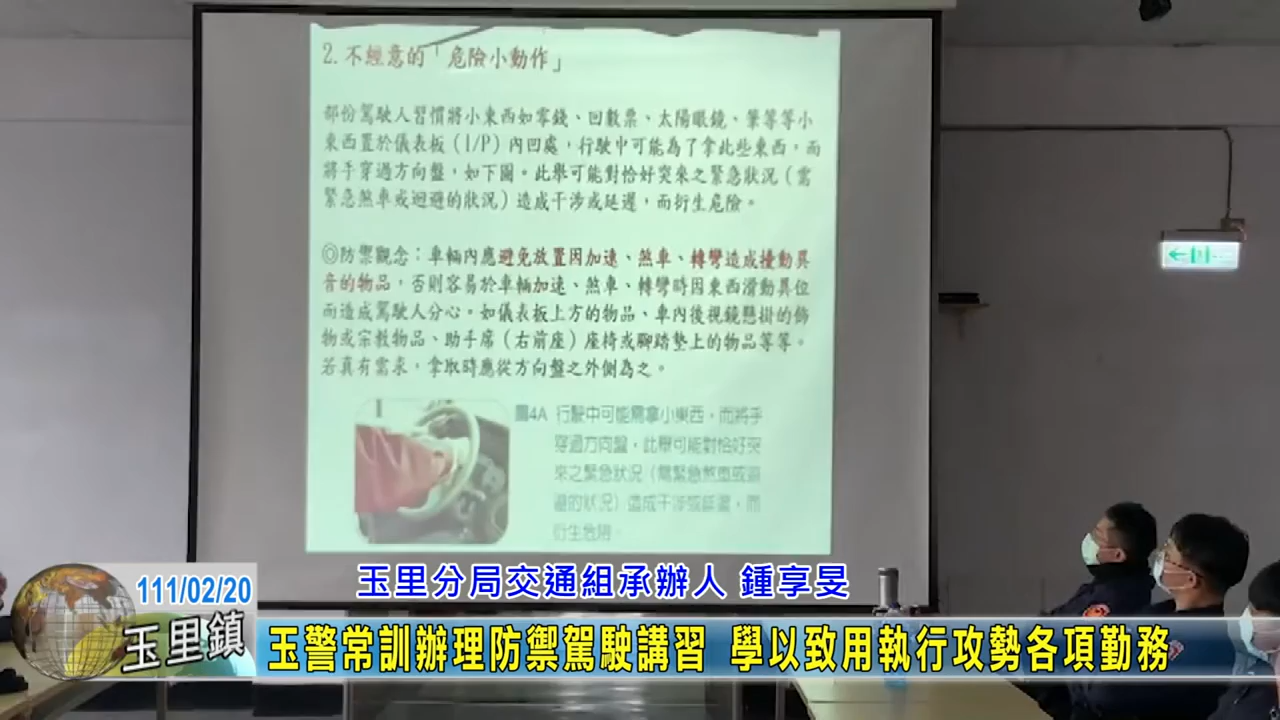 2. 不經意的「危險小動作」
部份駕駛人習慣將小東西如零錢、回數票、太陽眼鏡、筆等等小
東西置於儀表板（I/P）內凹處，行駛中可能為了拿此些東西，而
將手穿過方向盤，如下圖。此舉可能對恰好突來之緊急狀況（需
緊急煞車或迴避的狀況）造成干涉或延遲，而衍生危險。
◎防禦觀念：車輛內應避免放置因加速、煞車、轉彎造成擾動異
音的物品，否則容易於車輛加速、煞車、轉彎時因東西滑動異位
而造成駕駛人分心。如儀表板上方的物品、車內後視鏡懸掛的飾
物或宗教物品、助手席（右前座）座椅或腳踏墊上的物品等等。
若真有需求，拿取時應從方向盤之外側為之。
圖4A 行駛中可能需拿小東西，而將手
穿過方向盤，此舉可能對恰好突
來之緊急狀況（需緊急煞車或迴
避的狀況）造成干涉或延遲，而
衍生危險。
玉里分局交通組承辦人 鍾享旻
111/02/20
玉里鎮
玉警常訓辦理防禦駕駛講習 學以致用執行攻勢各項勤務